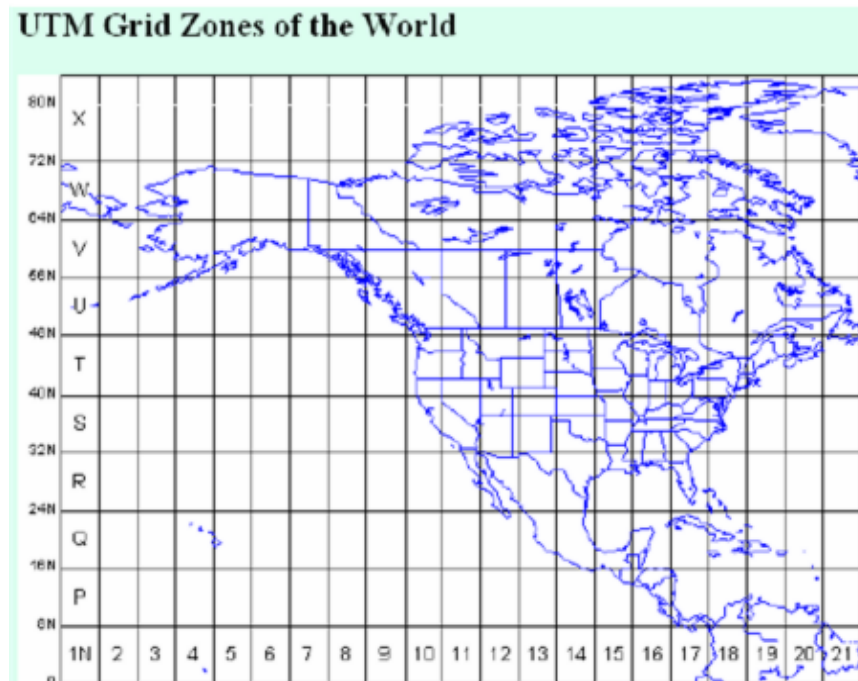 UTM Grid Zones of the World
80N
X
72N
W
64N
V
56N
U
48N
T
40N
S
32N
R
24N
Q
16N
P
8N
1N 2 3 4 5 6 7 8 9 10 11 12 13 14 15 16 17 18 19 20 21
0